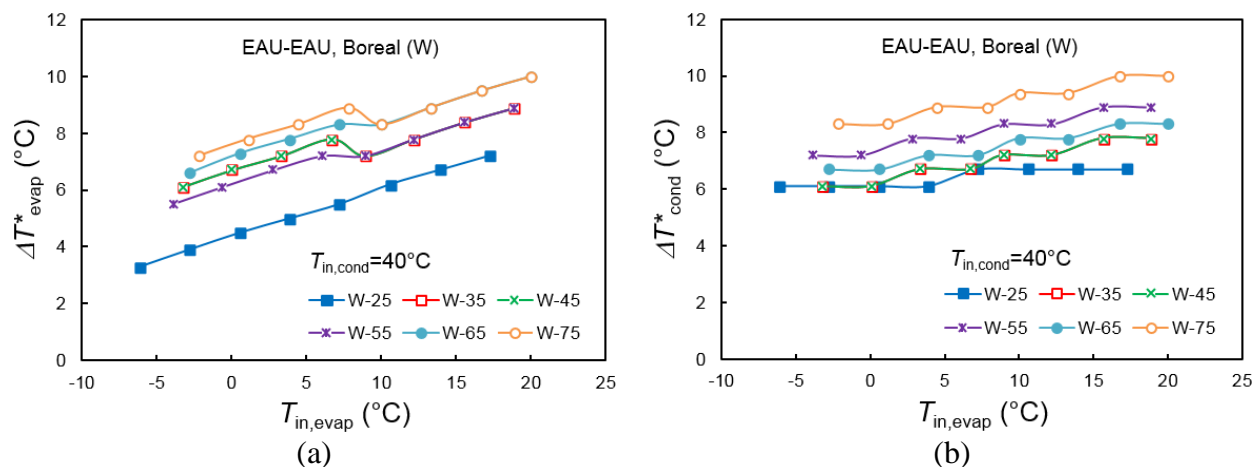 EAU-EAU, Boreal (W)
12
10
8
6
4
2
0
ΔT*evap (°C)
Tin,cond=40°C
W-25 W-35 W-45
W-55 W-65 W-75
-10 -5 0 5 10 15 20 25
Tin,evap (°C)
(a)
EAU-EAU, Boreal (W)
12
10
8
6
4
2
0
ΔT*cond (°C)
Tin,cond=40°C
W-25 W-35 W-45
W-55 W-65 W-75
-10 -5 0 5 10 15 20 25
Tin,evap (°C)
(b)